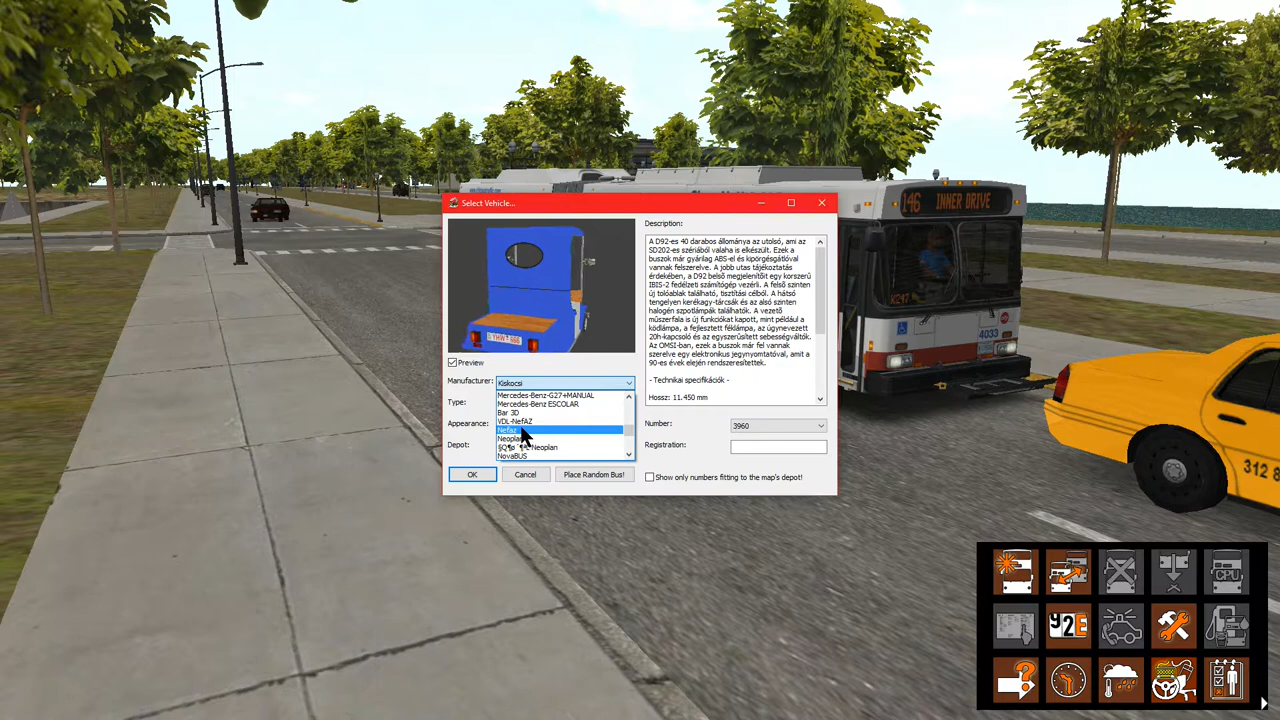 146 INNER DRIVE
K247
4033
312 8
Select Vehicle...
YHW-666
Preview
Manufacturer:
Kiskocsi
Mercedes-Benz-G27+MANUAL
Mercedes-Benz ESCOLAR
Bar 3D
VDL-NefAZ
Nefaz
Neoplan
NovaBUS
Type:
Appearance:
Depot:
OK
Cancel
Place Random Bus!
Description:
A D92-es 40 darabos állománya az utolsó, ami az
SD202-es szériából valaha is elkészült. Ezek a
buszok már gyárilag ABS-el és kipörgésgátlóval
vannak felszerelve. A jobb utas tájékoztatás
érdekében, a D92 belső megjelenítőit egy korszerű
IBIS-2 fedélzeti számítógép vezérli. A felső szinten
új tolóablak található, tisztítási célból. A hátsó
tengelyen kerékagy-tárcsák és az alsó szinten
halogén szpotlámpák találhatók. A vezető
műszerfala is új funkciókat kapott, mint például a
ködlámpa, a fejlesztett féklámpa, az úgynevezett
20h-kapcsoló és az egyszerűsített sebességváltók.
Az OMSI-ban, ezek a buszok már fel vannak
szerelve egy elektronikus jegynyomtatóval, amit a
90-es évek elején rendszeresítettek.
- Technikai specifikációk -
Hossz: 11.450 mm
Number:
3960
Registration:
Show only numbers fitting to the map's depot!
CPU
92E